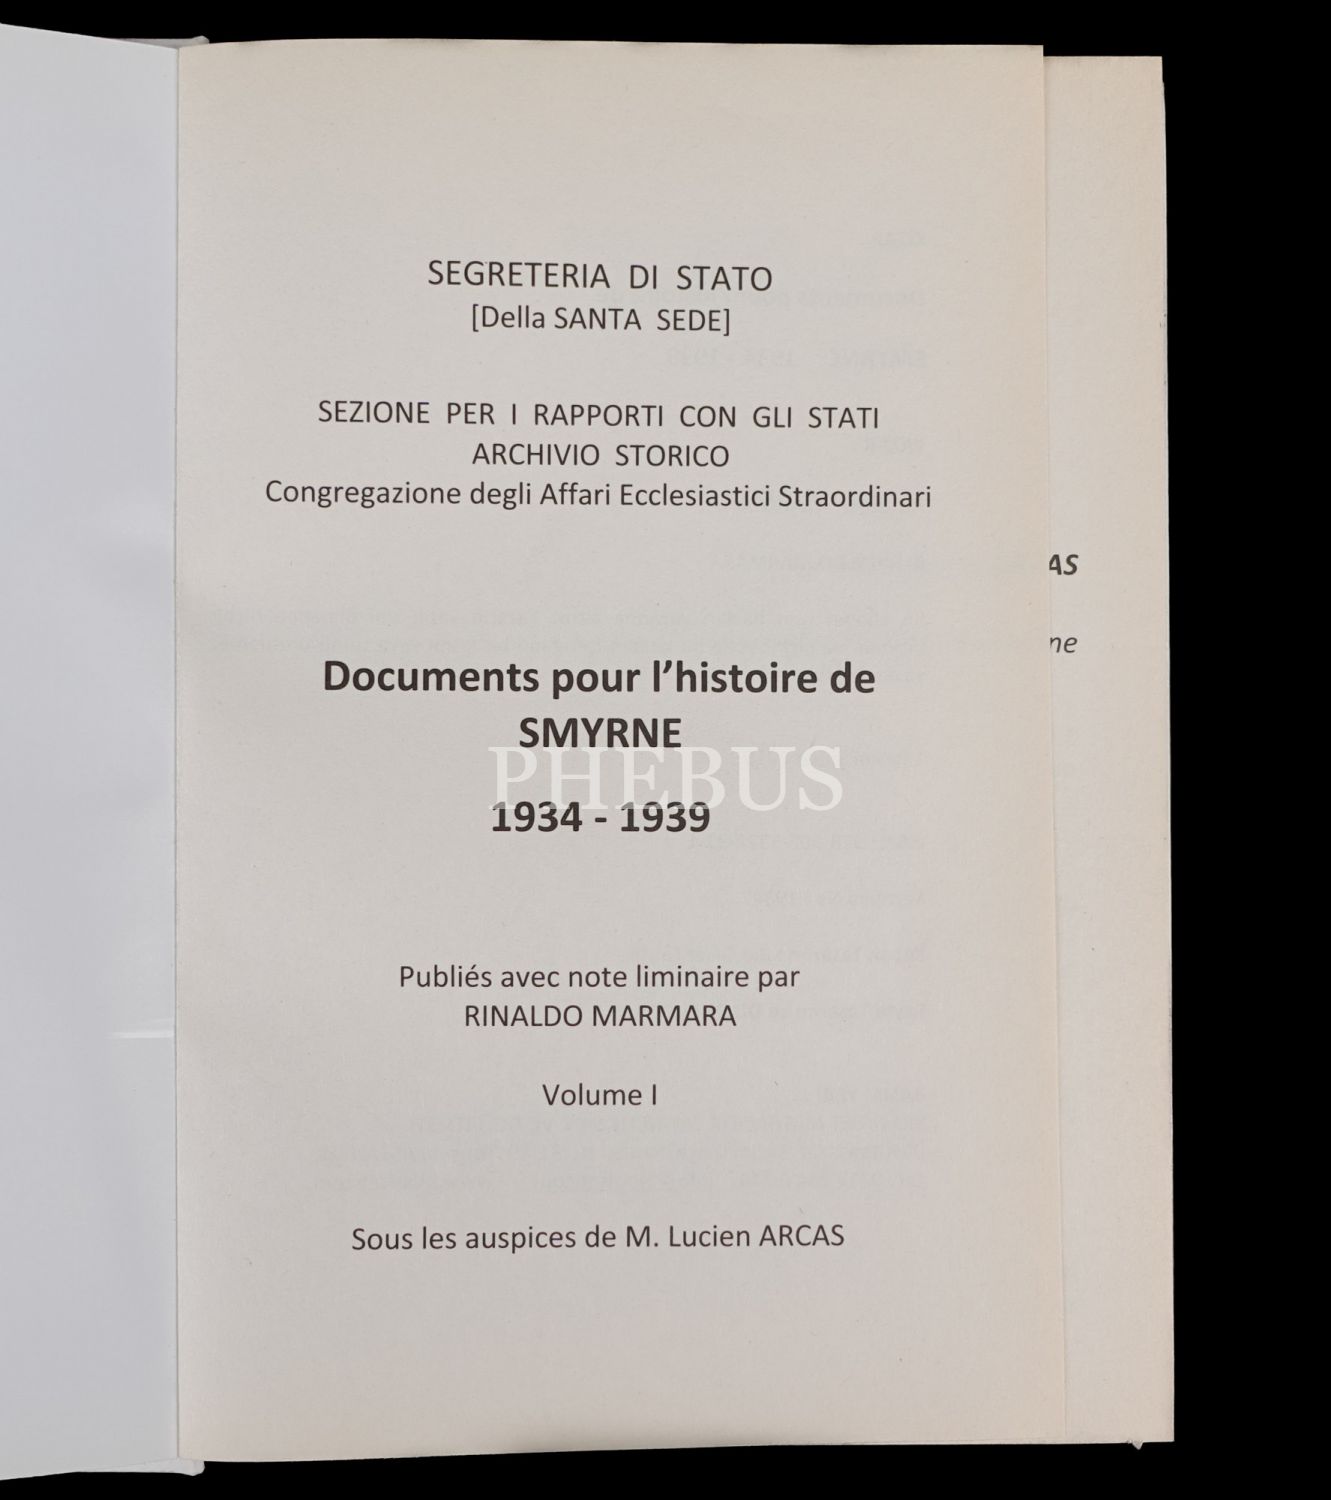 SEGRETERIA DI STATO
[Della SANTA SEDE]
SEZIONE PER I RAPPORTI CON GLI STATI
ARCHIVIO STORICO
Congregazione degli Affari Ecclesiastici Straordinari
Documents pour l'histoire de
SMYRNE
PHEBUS
1934 - 1939
Publiés avec note liminaire par
RINALDO MARMARA
Volume I
Sous les auspices de M. Lucien ARCAS
AS
ne